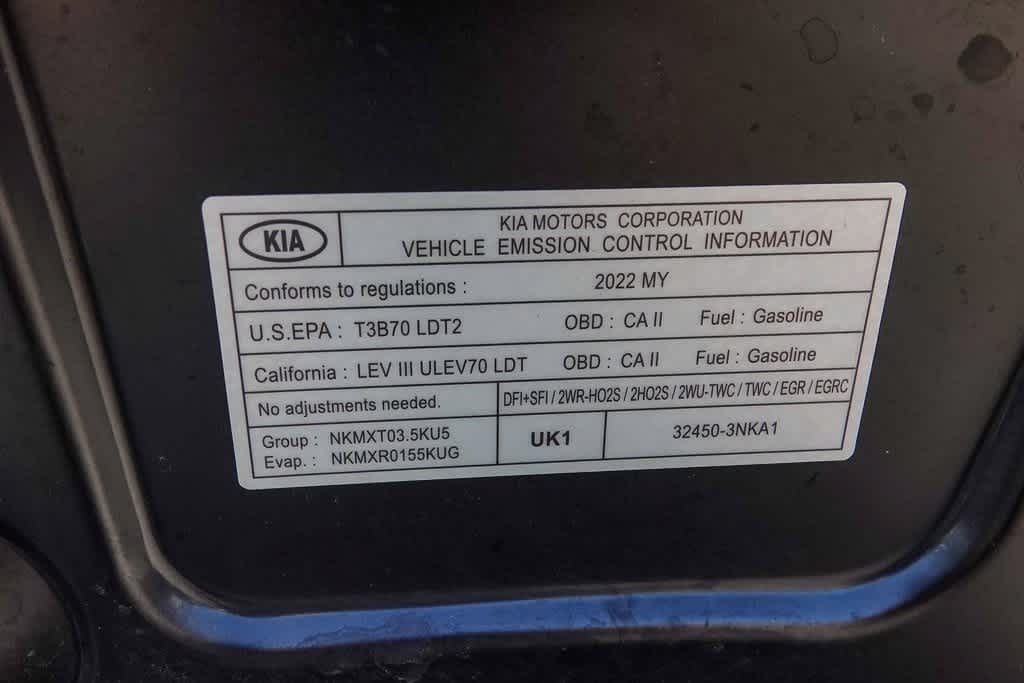 KIA
KIA MOTORS CORPORATION
VEHICLE EMISSION CONTROL INFORMATION
Conforms to regulations : 2022 MY
U.S.EPA : T3B70 LDT2 OBD : CA II Fuel : Gasoline
California : LEV III ULEV70 LDT OBD : CA II Fuel : Gasoline
No adjustments needed. DFI+SFI / 2WR-HO2S / 2HO2S / 2WU-TWC / TWC / EGR / EGRC
Group : NKMXT03.5KU5
Evap. : NKMXR0155KUG
UK1 32450-3NKA1